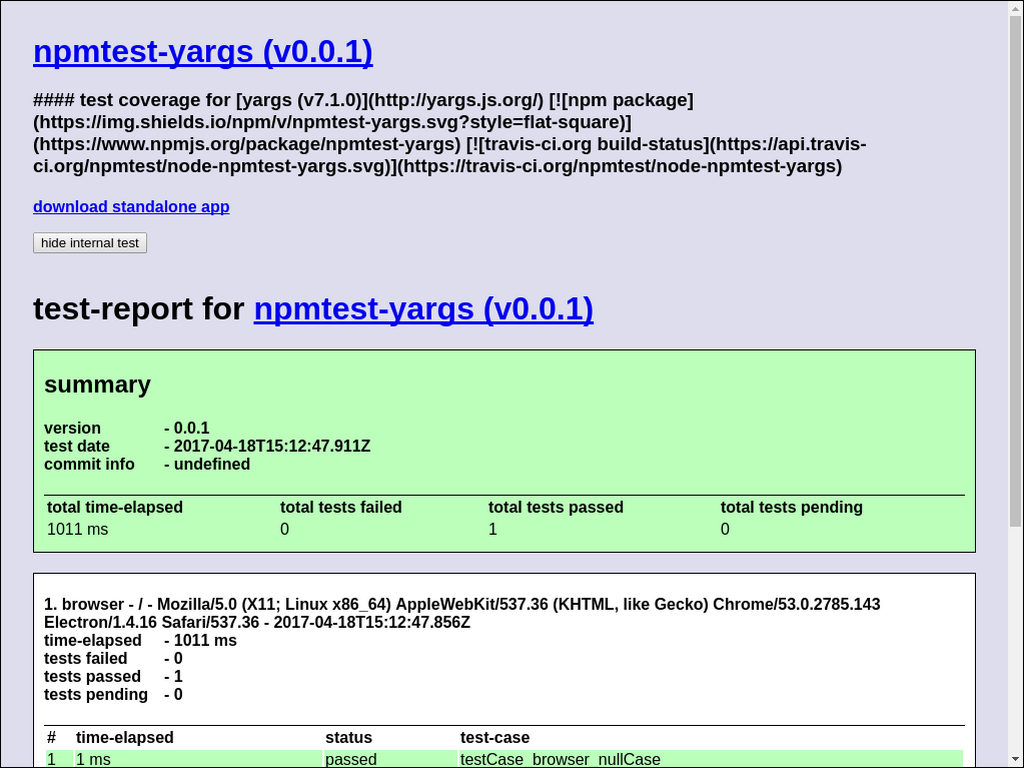 npmtest-yargs (v0.0.1)
#### test coverage for [yargs (v7.1.0)](http://yargs.js.org/) [![npm package]
(https://img.shields.io/npm/v/npmtest-yargs.svg?style=flat-square)]
(https://www.npmjs.org/package/npmtest-yargs) [![travis-ci.org build-status](https://api.travis-
ci.org/npmtest/node-npmtest-yargs.svg)](https://travis-ci.org/npmtest/node-npmtest-yargs)
download standalone app
hide internal test
test-report for npmtest-yargs (v0.0.1)
summary
version - 0.0.1
test date - 2017-04-18T15:12:47.911Z
commit info - undefined
total time-elapsed total tests failed total tests passed total tests pending
1011 ms 0 1 0
1. browser - / - Mozilla/5.0 (X11; Linux x86_64) AppleWebKit/537.36 (KHTML, like Gecko) Chrome/53.0.2785.143
Electron/1.4.16 Safari/537.36 - 2017-04-18T15:12:47.856Z
time-elapsed - 1011 ms
tests failed - 0
tests passed - 1
tests pending - 0
# time-elapsed status test-case
1 1 ms passed testCase_browser_nullCase